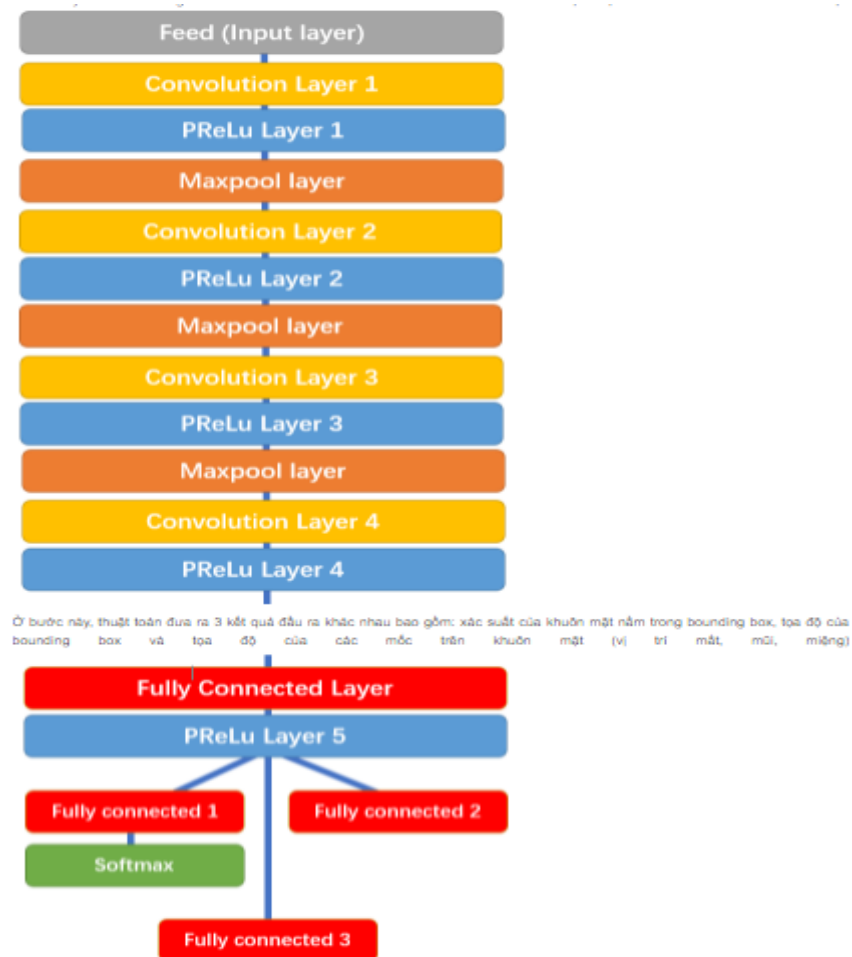 Feed (Input layer)
Convolution Layer 1
PReLu Layer 1
Maxpool layer
Convolution Layer 2
PReLu Layer 2
Maxpool layer
Convolution Layer 3
PReLu Layer 3
Maxpool layer
Convolution Layer 4
PReLu Layer 4
Ở bước này, thuật toán đưa ra 3 kết quả đầu ra khác nhau bao gồm: xác suất của khuôn mặt nằm trong bounding box, tọa độ của
bounding box và tọa độ của các mốc trên khuôn mặt (vị trí mắt, mũi, miệng)
Fully Connected Layer
PReLu Layer 5
Fully connected 1
Fully connected 2
Softmax
Fully connected 3